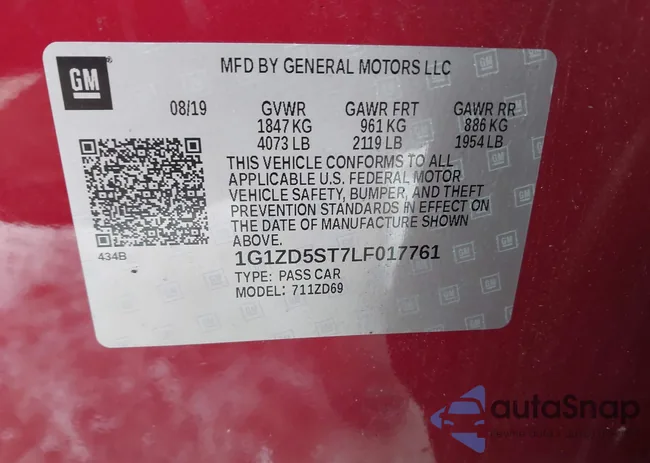 GM
MFD BY GENERAL MOTORS LLC
08/19 GVWR GAWR FRT GAWR RR
1847 KG 961 KG 886 KG
4073 LB 2119 LB 1954 LB
THIS VEHICLE CONFORMS TO ALL
APPLICABLE U.S. FEDERAL MOTOR
VEHICLE SAFETY, BUMPER, AND THEFT
PREVENTION STANDARDS IN EFFECT ON
THE DATE OF MANUFACTURE SHOWN
ABOVE.
434B
1G1ZD5ST7LF017761
TYPE: PASS CAR
MODEL: 711ZD69
autaSnap